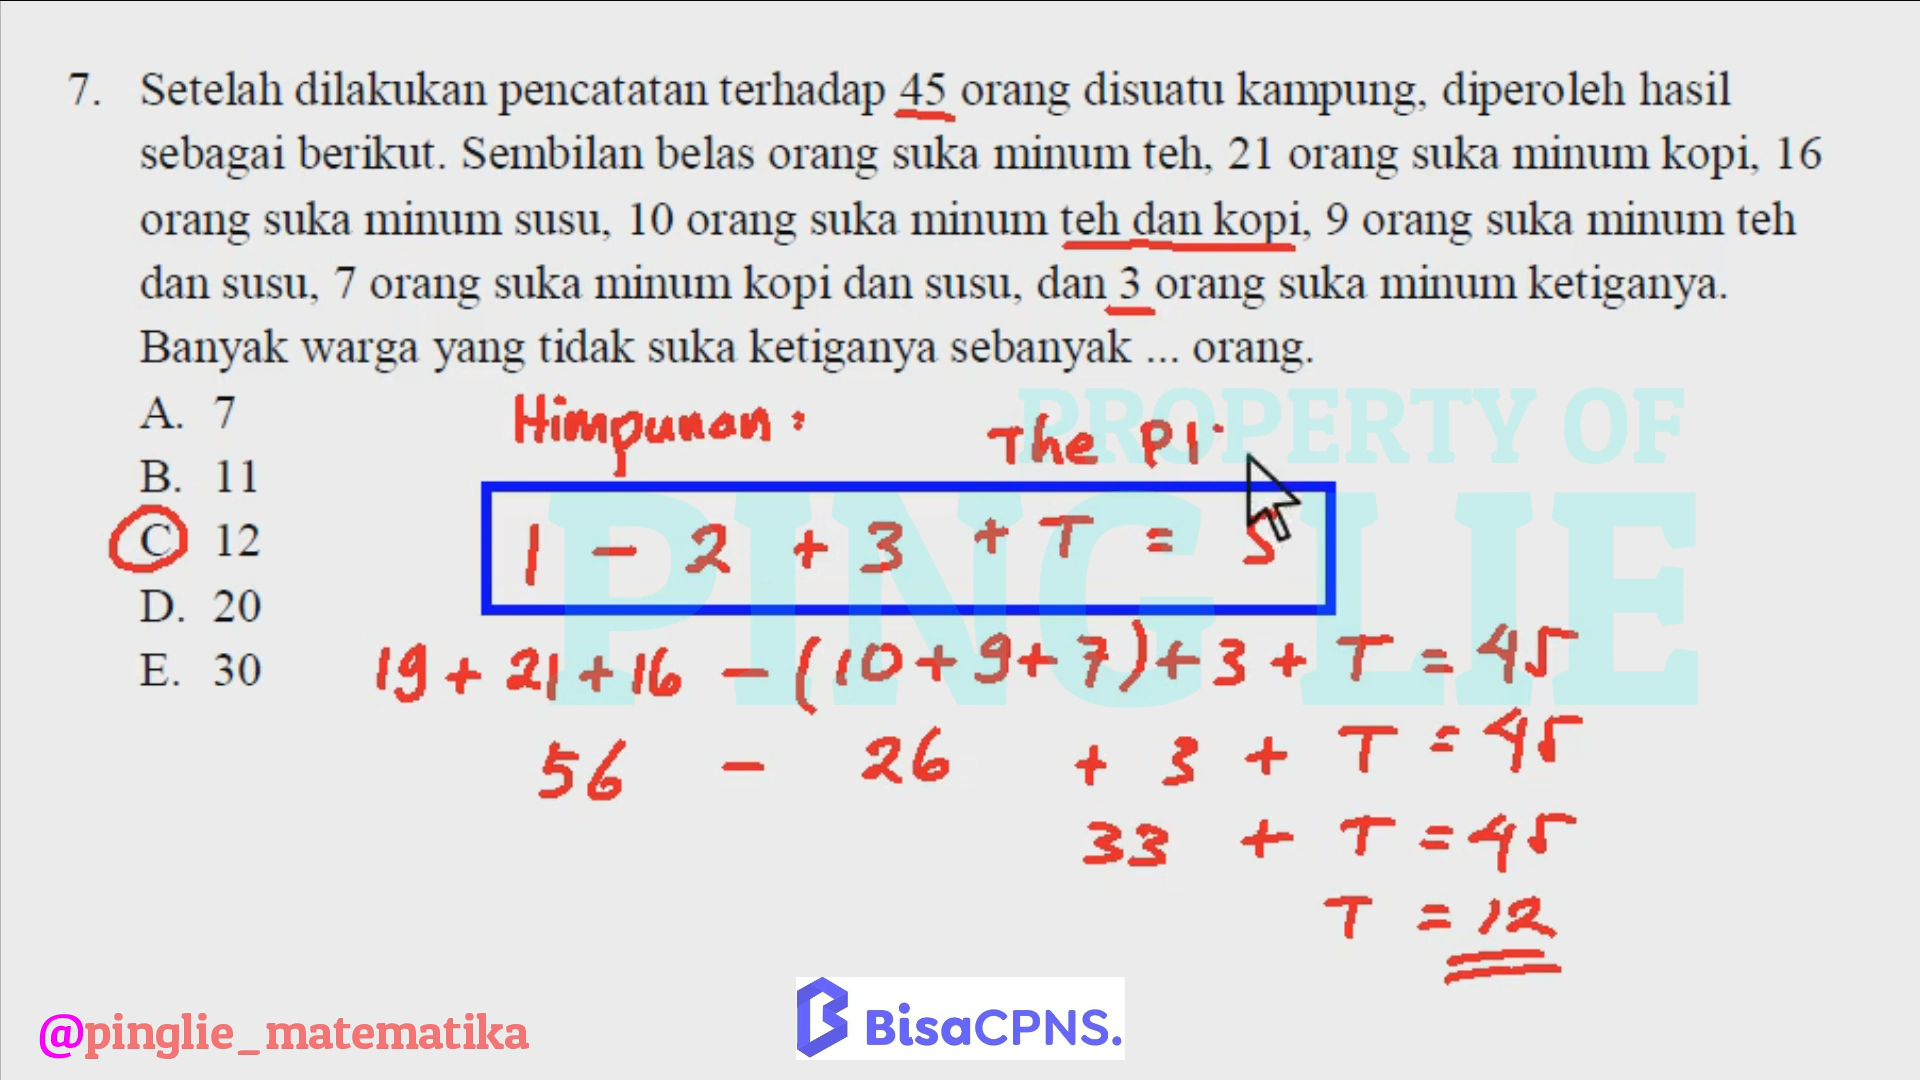 7. Setelah dilakukan pencatatan terhadap 45 orang disuatu kampung, diperoleh hasil
sebagai berikut. Sembilan belas orang suka minum teh, 21 orang suka minum kopi, 16
orang suka minum susu, 10 orang suka minum teh dan kopi, 9 orang suka minum teh
dan susu, 7 orang suka minum kopi dan susu, dan 3 orang suka minum ketiganya.
Banyak warga yang tidak suka ketiganya sebanyak ... orang.
A. 7
B. 11
C 12
D. 20
E. 30
Himpunan :
The Pl
1 - 2 + 3 + T = S
19 + 21 + 16 - (10 + 9 + 7) + 3 + T = 45
56 - 26 + 3 + T = 45
33 + T = 45
T = 12
PROPERTY OF
PING LIE
@pinglie_matematika
BisaCPNS.